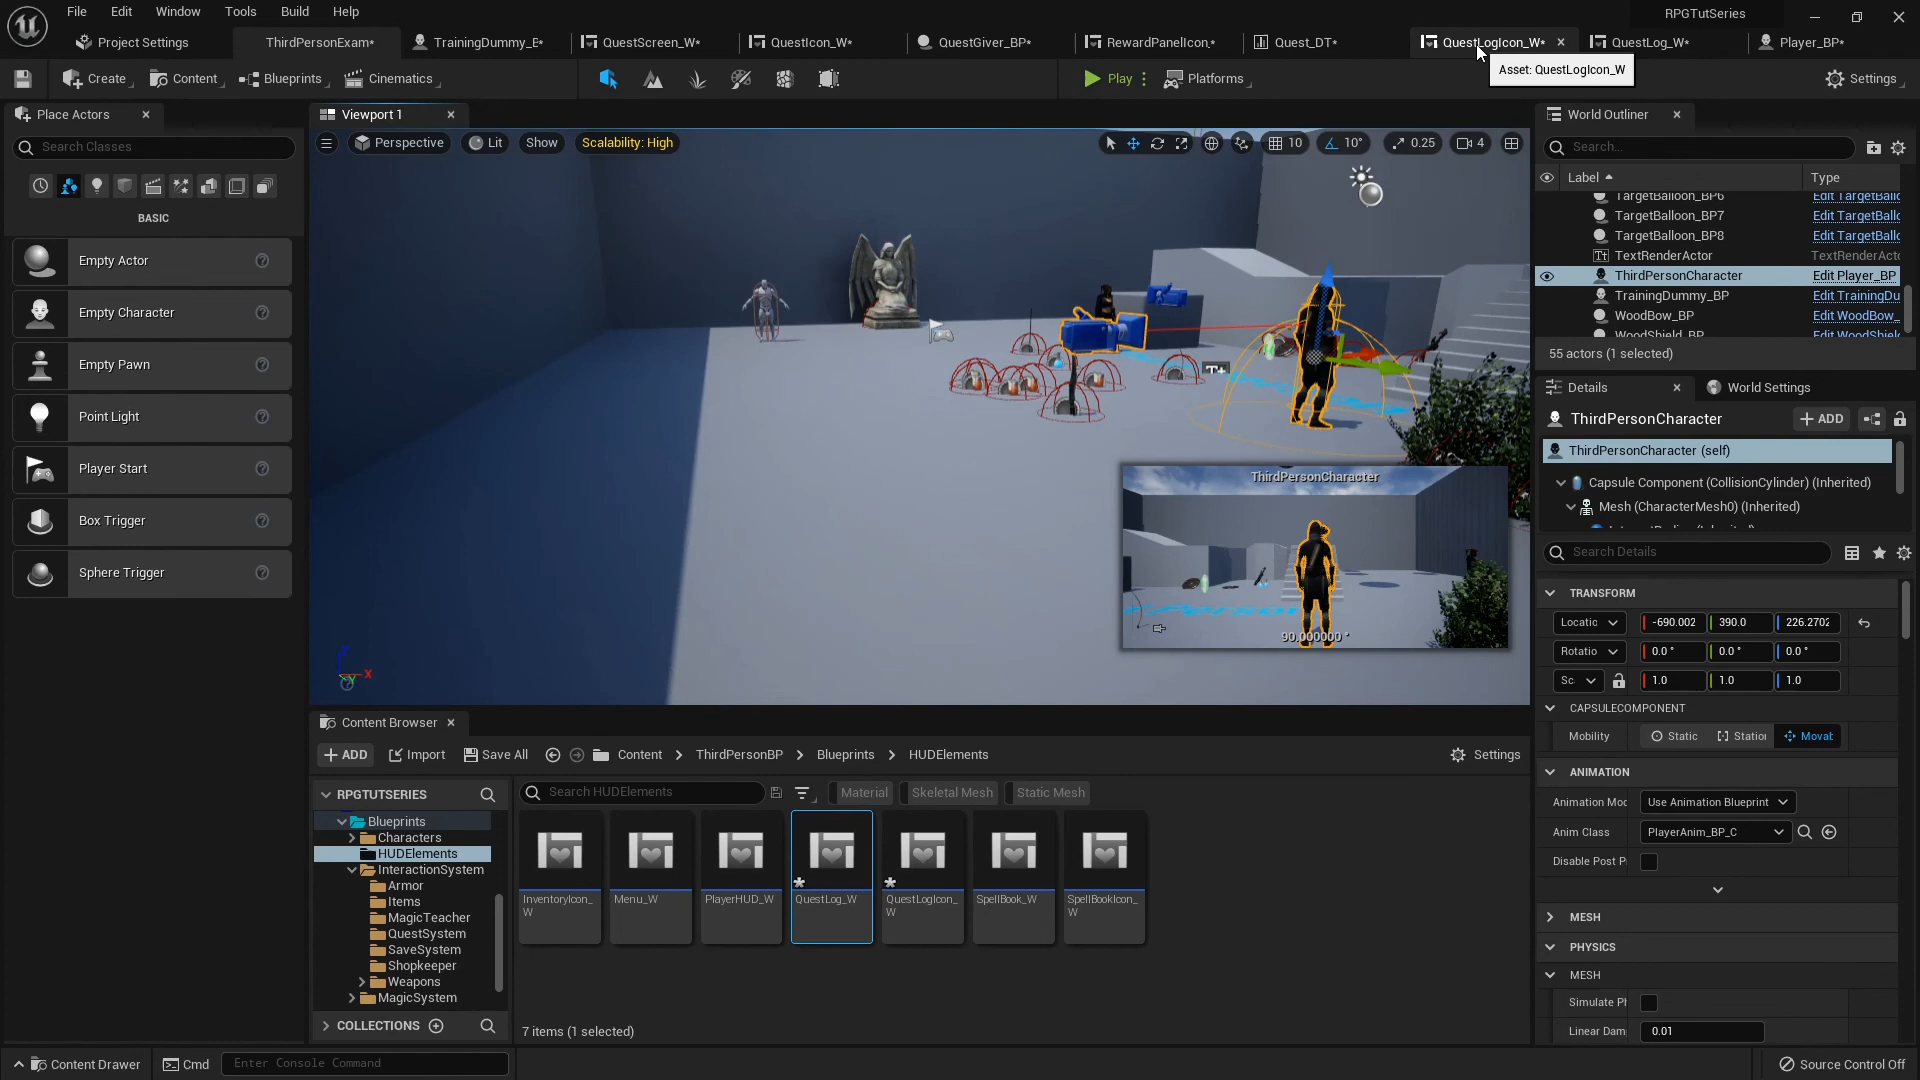 File Edit Window Tools Build Help
RPGTutSeries
Project Settings
ThirdPersonExam*
TrainingDummy_E*
QuestScreen_W*
QuestIcon_W*
QuestGiver_BP*
RewardPanelIcon.*
Quest_DT*
QuestLogIcon_W*
QuestLog_W*
Player_BP*
Create
Content
Blueprints
Cinematics
Play
Platforms
Asset: QuestLogIcon_W
Settings
Place Actors
Search Classes
BASIC
Empty Actor
Empty Character
Empty Pawn
Point Light
Player Start
Box Trigger
Sphere Trigger
Viewport 1
Perspective
Lit
Show
Scalability: High
10
10°
0.25
4
ThirdPersonCharacter
90.000000 °
World Outliner
Search...
Label
Type
TargetBalloon_BP6 Edit TargetBallc
TargetBalloon_BP7 Edit TargetBallc
TargetBalloon_BP8 Edit TargetBallc
TextRenderActor TextRenderActo
ThirdPersonCharacter Edit Player_BP
TrainingDummy_BP Edit TrainingDu
WoodBow_BP Edit WoodBow_
WoodShield_BP Edit WoodShiel
55 actors (1 selected)
Details
World Settings
ThirdPersonCharacter
ADD
ThirdPersonCharacter (self)
Capsule Component (CollisionCylinder) (Inherited)
Mesh (CharacterMesh0) (Inherited)
Search Details
TRANSFORM
Locatic -690.002 390.0 226.2702
Rotatio 0.0 ° 0.0 ° 0.0 °
Sc 1.0 1.0 1.0
CAPSULECOMPONENT
Mobility Static Station Movat
ANIMATION
Animation Moc Use Animation Blueprint
Anim Class PlayerAnim_BP_C
Disable Post P
MESH
PHYSICS
MESH
Simulate Ph
Linear Dam 0.01
Content Browser
ADD Import Save All
Content
ThirdPersonBP
Blueprints
HUDElements
Settings
RPGTUTSERIES
Search HUDElements
Material
Skeletal Mesh
Static Mesh
Blueprints
Characters
HUDElements
InteractionSystem
Armor
Items
MagicTeacher
QuestSystem
SaveSystem
Shopkeeper
Weapons
MagicSystem
COLLECTIONS
InventoryIcon_
W
Menu_W
PlayerHUD_W
QuestLog_W
QuestLogIcon_
W
SpellBook_W
SpellBookIcon_
W
7 items (1 selected)
Content Drawer
Cmd
Enter Console Command
Source Control Off